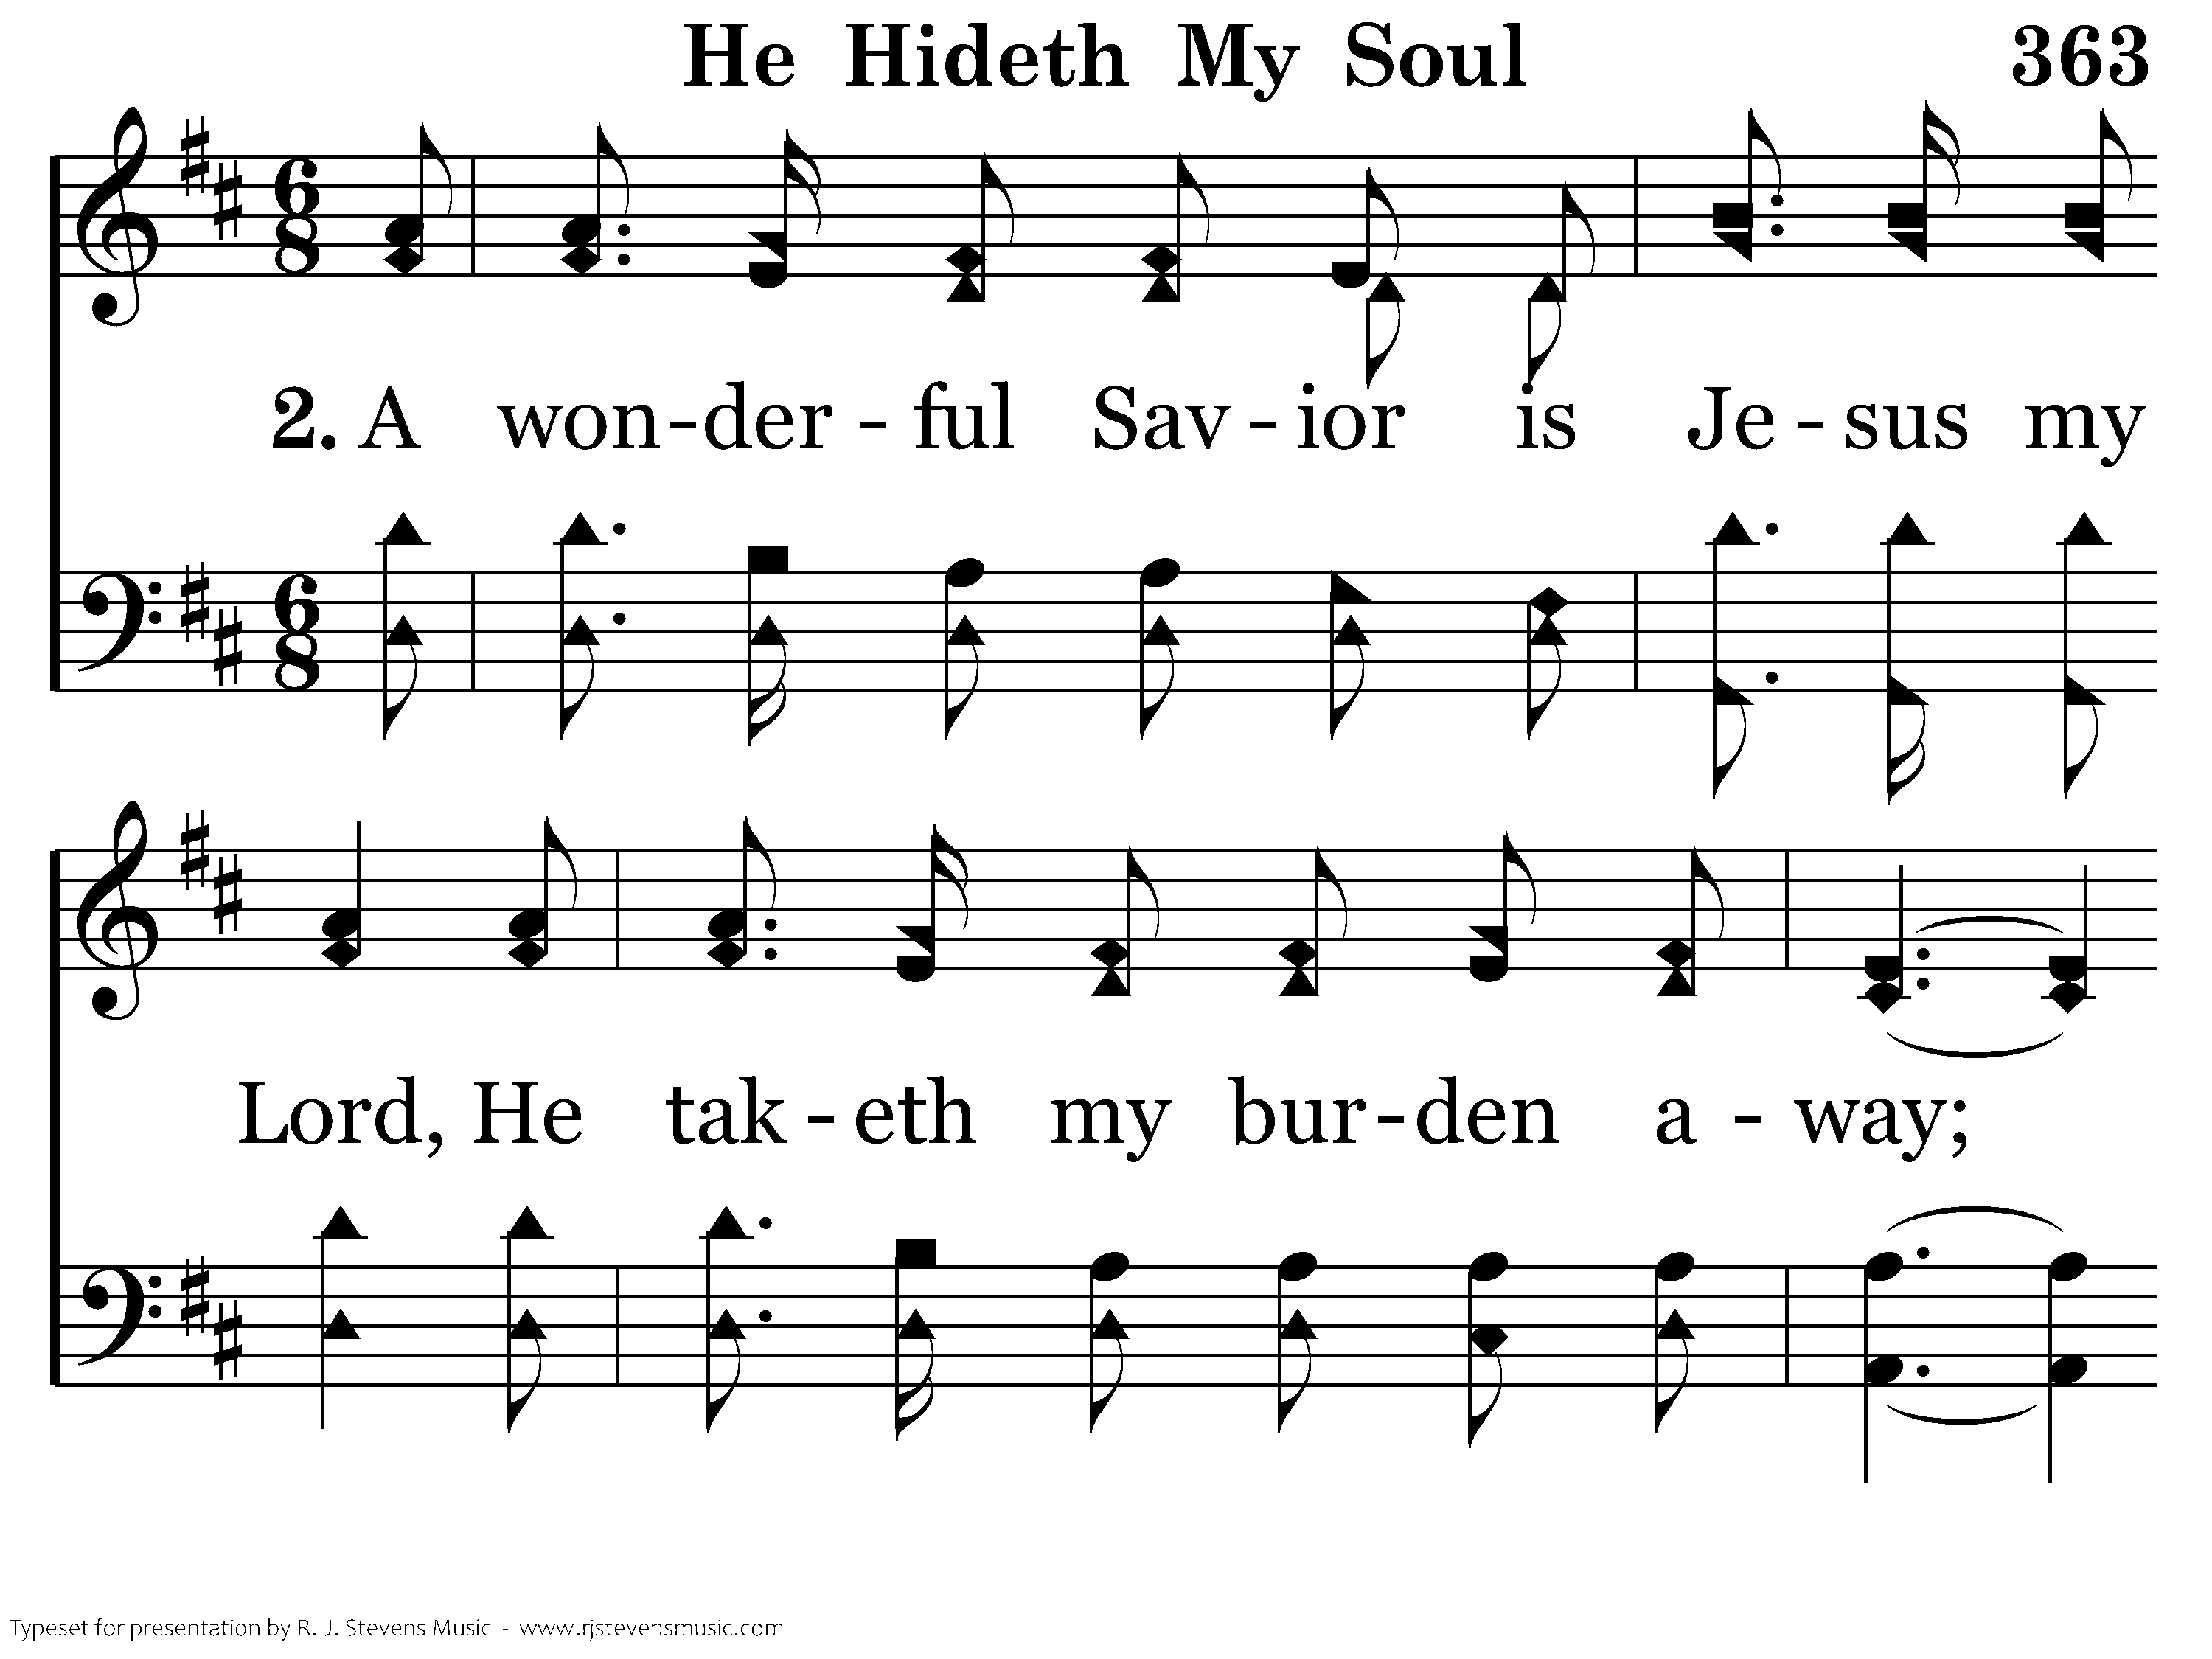 He Hideth My Soul 363
2. A won-der - ful Sav - ior is Je - sus my
Lord, He tak - eth my bur-den a - way;
Typeset for presentation by R. J. Stevens Music - www.rjstevensmusic.com